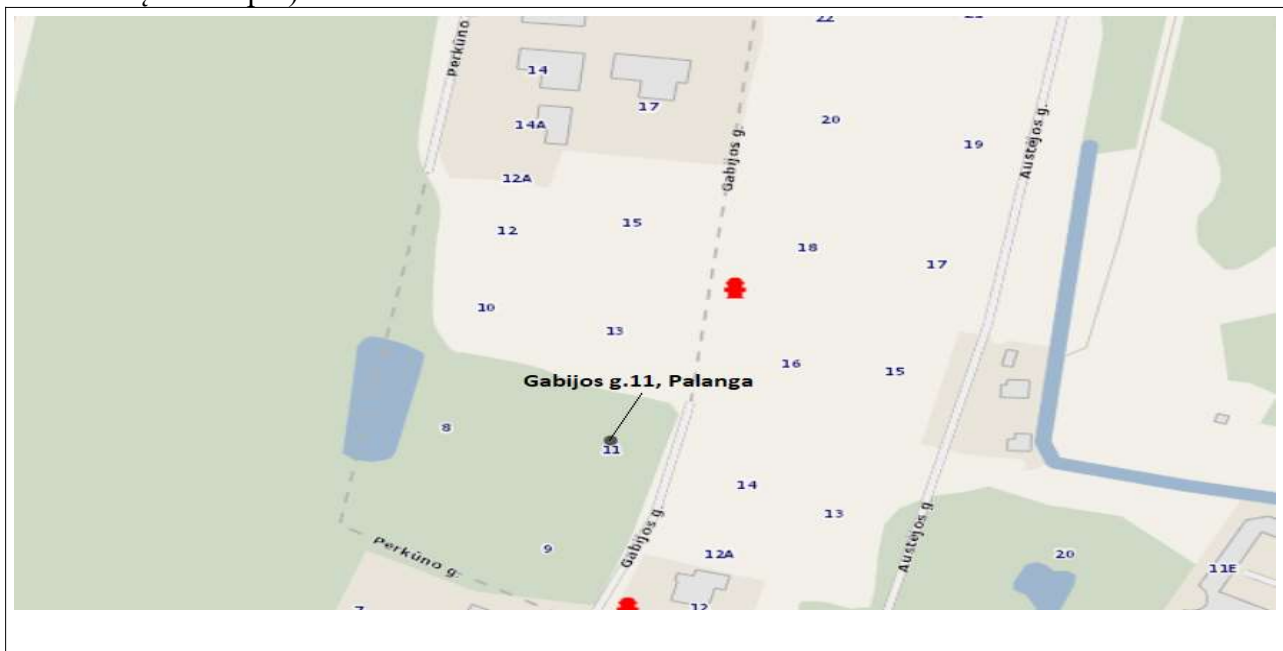 22
Perkūno
14
17
14A
20
Gabijos g.
19
Austėjos g.
12A
12
15
18
17
10
13
16
15
Gabijos g.11, Palanga
8
11
14
13
Gabijos g.
Austėjos g.
9
Perkūno g.
12A
20
11E
12
7